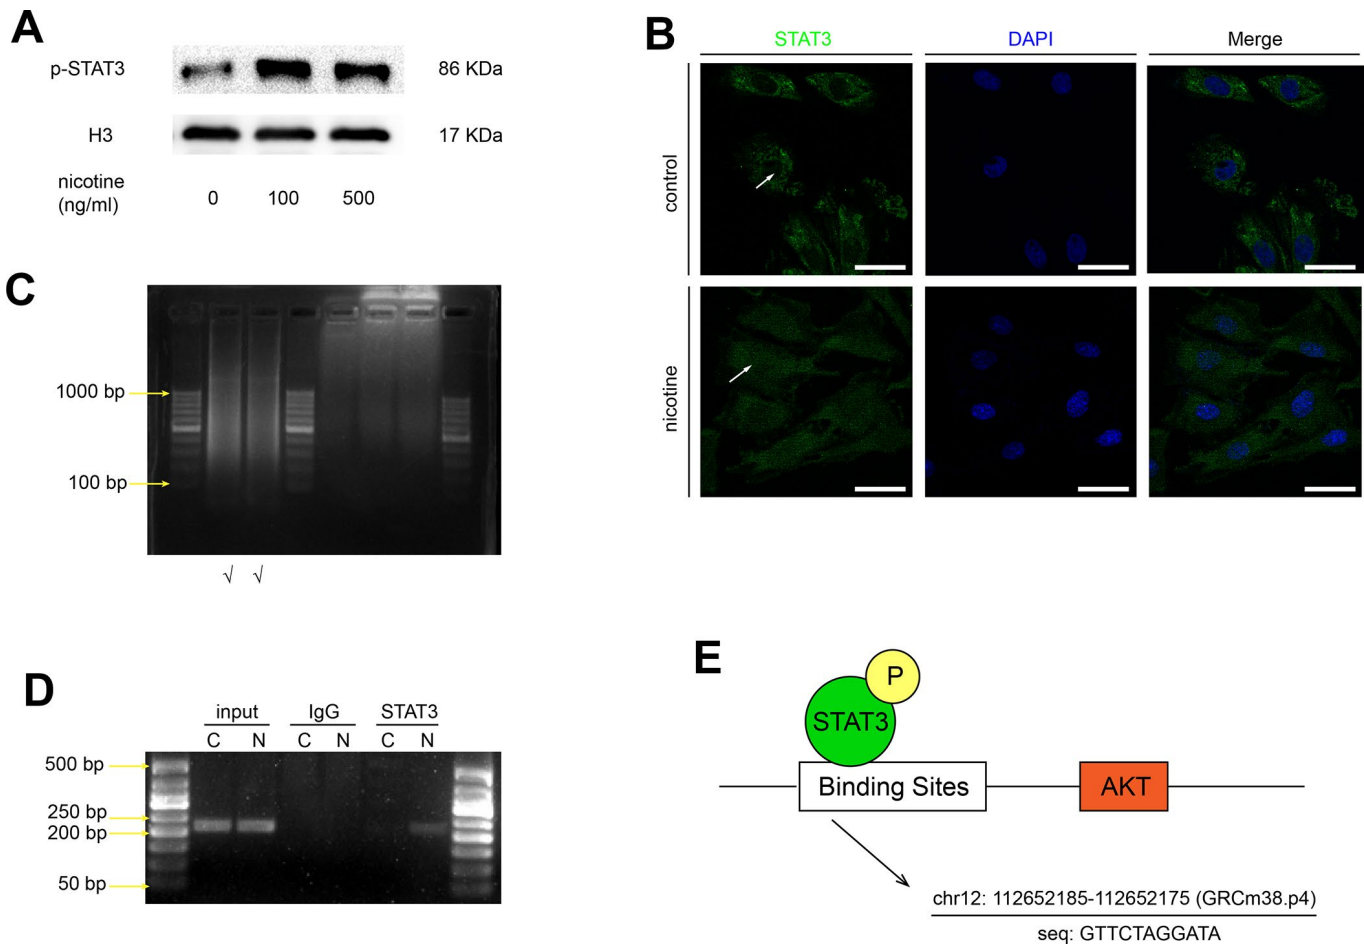 A
p-STAT3
86 KDa
H3
17 KDa
nicotine
(ng/ml)
0
100
500
B
STAT3
DAPI
Merge
control
nicotine
C
1000 bp
100 bp
√ √
D
input
IgG
STAT3
C N C N C N
500 bp
250 bp
200 bp
50 bp
E
P
STAT3
Binding Sites
AKT
chr12: 112652185-112652175 (GRCm38.p4)
seq: GTTCTAGGATA